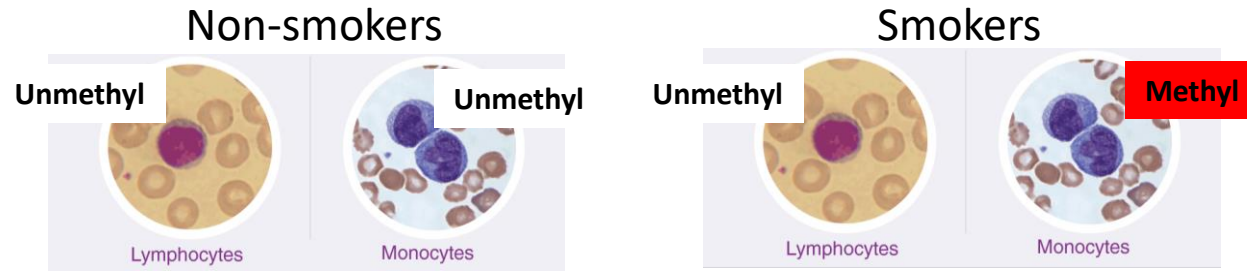 Non-smokers
Smokers
Unmethyl
Unmethyl
Unmethyl
Methyl
Lymphocytes
Monocytes
Lymphocytes
Monocytes